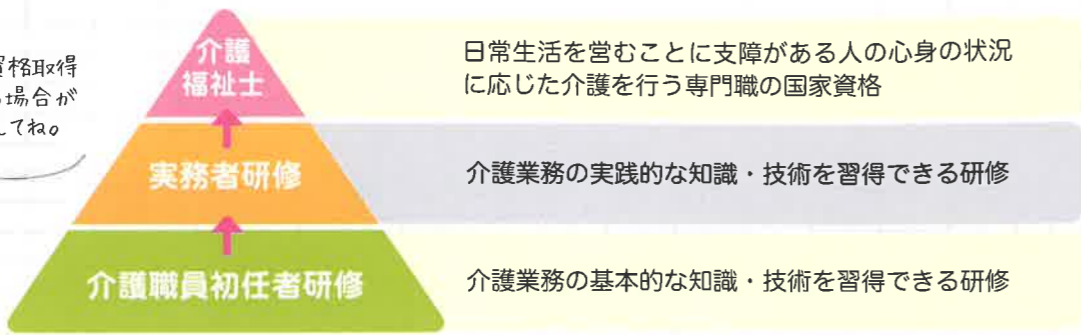 資格取得
場合が
してね。
介護
福祉士
日常生活を営むことに支障がある人の心身の状況
に応じた介護を行う専門職の国家資格
実務者研修
介護業務の実践的な知識・技術を習得できる研修
介護職員初任者研修
介護業務の基本的な知識・技術を習得できる研修